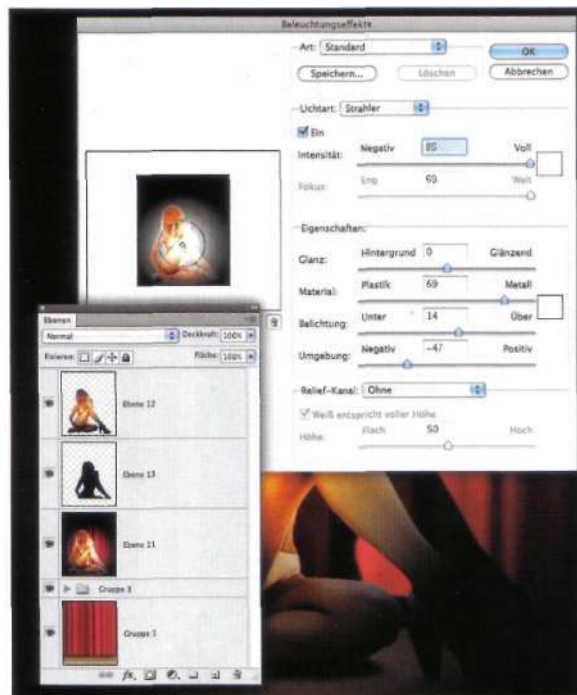 Beleuchtungseffekte
Art: Standard
OK
Speichern...
Löschen
Abbrechen
Lichtart: Strahler
Ein
Intensität:
Negativ 85 Voll
Fokus:
Eng 69 Weit
Eigenschaften:
Glanz:
Hintergrund 0 Glänzend
Material:
Plastik 69 Metall
Belichtung:
Unter 14 Über
Umgebung:
Negativ -47 Positiv
Relief-Kanal: Ohne
Weiß entspricht voller Höhe
Höhe:
Flach 50 Hoch
Ebenen
Normal
Deckkraft: 100%
Fixieren:
Fläche: 100%
Ebene 12
Ebene 13
Ebene 11
Gruppe 3
fx.